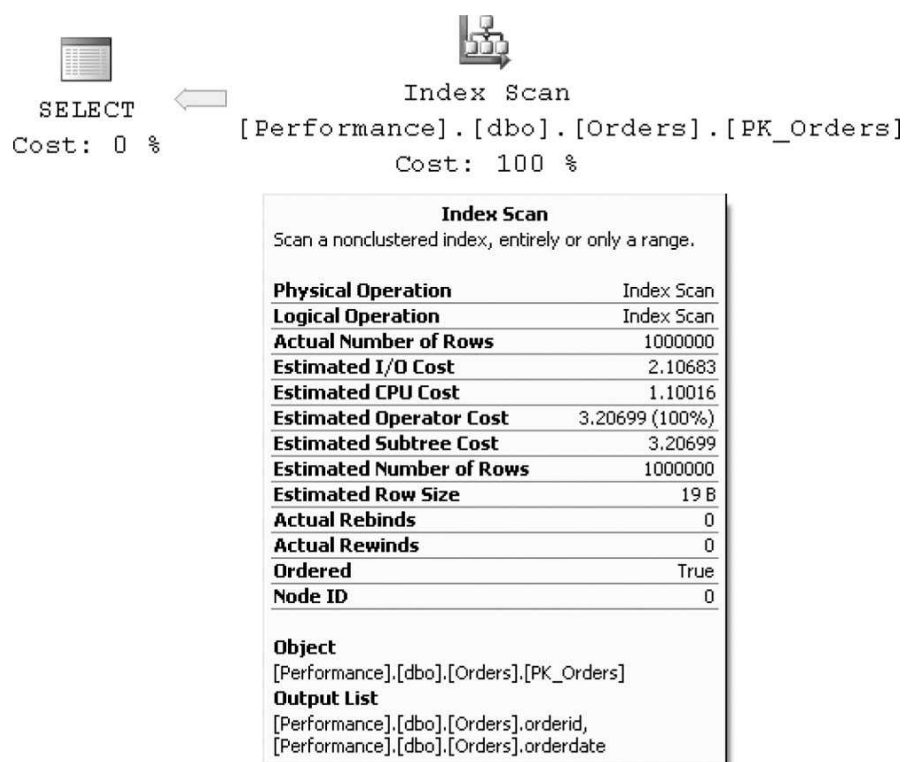 SELECT
Cost: 0 %
Index Scan
[Performance].[dbo].[Orders].[PK_Orders]
Cost: 100 %
Index Scan
Scan a nonclustered index, entirely or only a range.
Physical Operation Index Scan
Logical Operation Index Scan
Actual Number of Rows 1000000
Estimated I/O Cost 2.10683
Estimated CPU Cost 1.10016
Estimated Operator Cost 3.20699 (100%)
Estimated Subtree Cost 3.20699
Estimated Number of Rows 1000000
Estimated Row Size 19 B
Actual Rebinds 0
Actual Rewinds 0
Ordered True
Node ID 0
Object
[Performance].[dbo].[Orders].[PK_Orders]
Output List
[Performance].[dbo].[Orders].orderid,
[Performance].[dbo].[Orders].orderdate